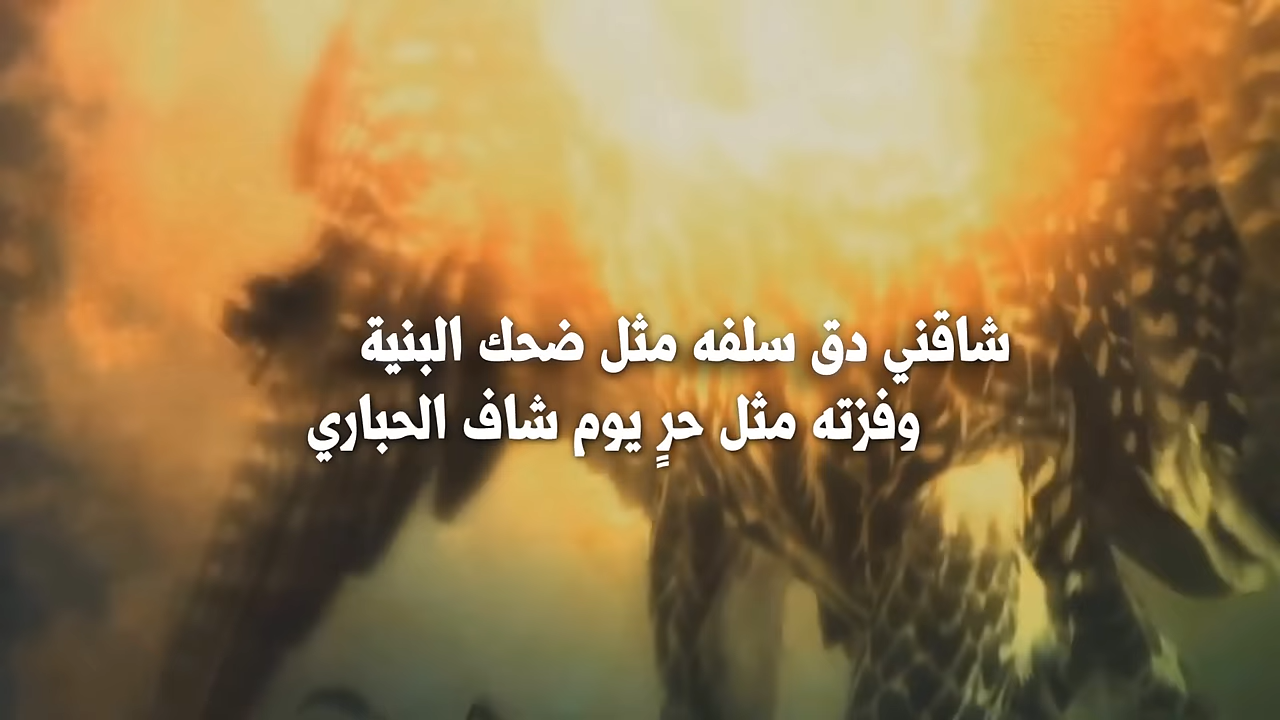 شاقني دق سلفه مثل ضحك البنية
وفزته مثل حرٍ يوم شاف الحباري